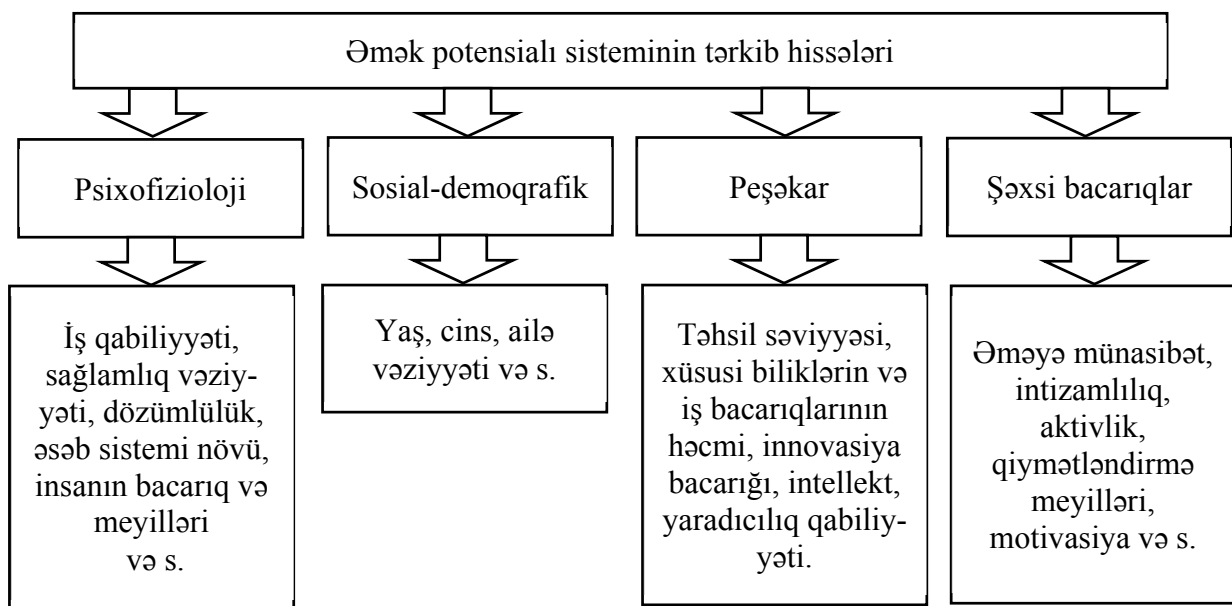 Əmək potensialı sisteminin tərkib hissələri
Psixofizioloji
Sosial-demoqrafik
Peşəkar
Şəxsi bacarıqlar
İş qabiliyyəti,
sağlamlıq vəziy-
yəti, dözümlülük,
əsəb sistemi növü,
insanın bacarıq və
meyilləri
və s.
Yaş, cins, ailə
vəziyyəti və s.
Təhsil səviyyəsi,
xüsusi biliklərin və
iş bacarıqlarının
həcmi, innovasiya
bacarığı, intellekt,
yaradıcılıq qabiliy-
yəti.
Əməyə münasibət,
intizamlılıq,
aktivlik,
qiymətləndirmə
meyilləri,
motivasiya və s.